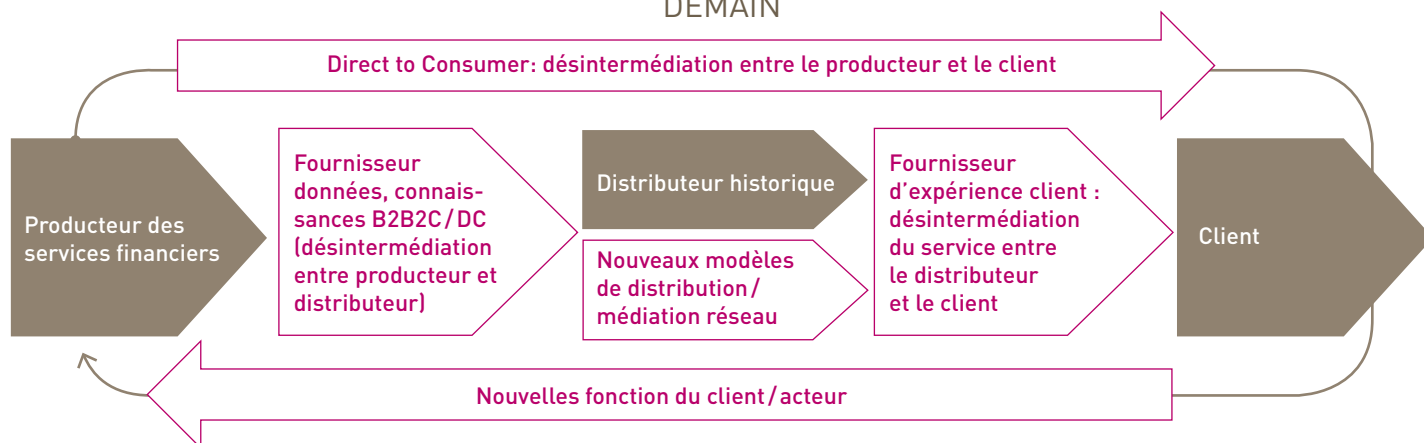 DEMAIN
Direct to Consumer: désintermédiation entre le producteur et le client
Producteur des
services financiers
Fournisseur
données, connais-
sances B2B2C/DC
(désintermédiation
entre producteur et
distributeur)
Distributeur historique
Nouveaux modèles
de distribution/
médiation réseau
Fournisseur
d’expérience client :
désintermédiation
du service entre
le distributeur
et le client
Client
Nouvelles fonction du client/acteur